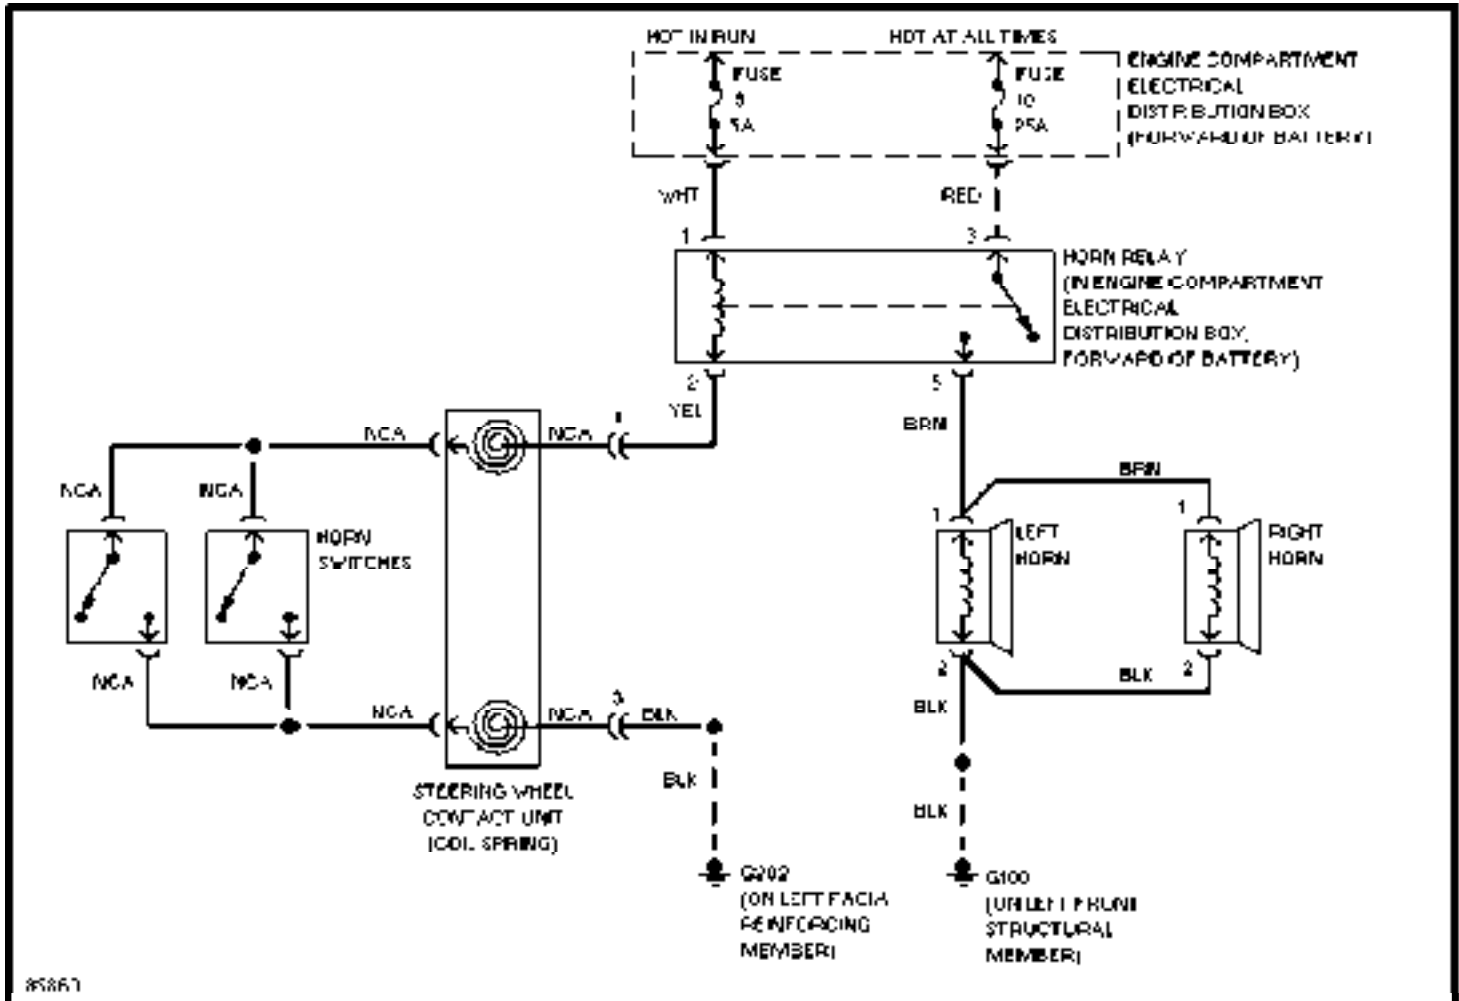 HOT IN RUN
HOT AT ALL TIMES
FUSE
9
5A
FUSE
10
25A
ENGINE COMPARTMENT
ELECTRICAL
DISTRIBUTION BOX
(FORWARD OF BATTERY)
WHT
RED
1
3
HORN RELAY
(IN ENGINE COMPARTMENT
ELECTRICAL
DISTRIBUTION BOX,
FORWARD OF BATTERY)
2
5
YEL
BRN
NCA
NCA
1
BRN
NCA
NCA
HORN
SWITCHES
1
LEFT
HORN
1
RIGHT
HORN
NCA
NCA
2
BLK
2
NCA
NCA
3
BLK
BLK
STEERING WHEEL
CONTACT UNIT
(COIL SPRING)
BLK
BLK
G202
(ON LEFT FACIA
REINFORCING
MEMBER)
G100
(ON LEFT FRONT
STRUCTURAL
MEMBER)